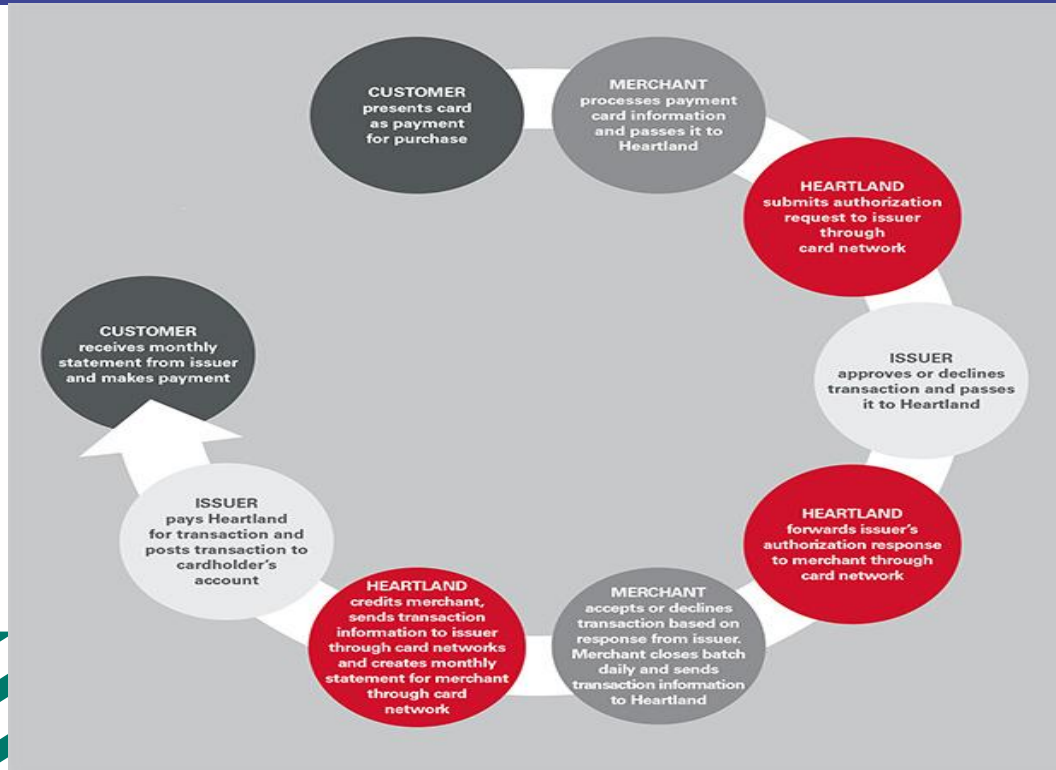 CUSTOMER
presents card
as payment
for purchase
MERCHANT
processes payment
card information
and passes it to
Heartland
HEARTLAND
submits authorization
request to issuer
through
card network
ISSUER
approves or declines
transaction and passes
it to Heartland
HEARTLAND
forwards issuer's
authorization response
to merchant through
card network
MERCHANT
accepts or declines
transaction based on
response from issuer.
Merchant closes batch
daily and sends
transaction information
to Heartland
HEARTLAND
credits merchant,
sends transaction
information to issuer
through card networks
and creates monthly
statement for merchant
through card
network
ISSUER
pays Heartland
for transaction and
posts transaction to
cardholder's
account
CUSTOMER
receives monthly
statement from issuer
and makes payment